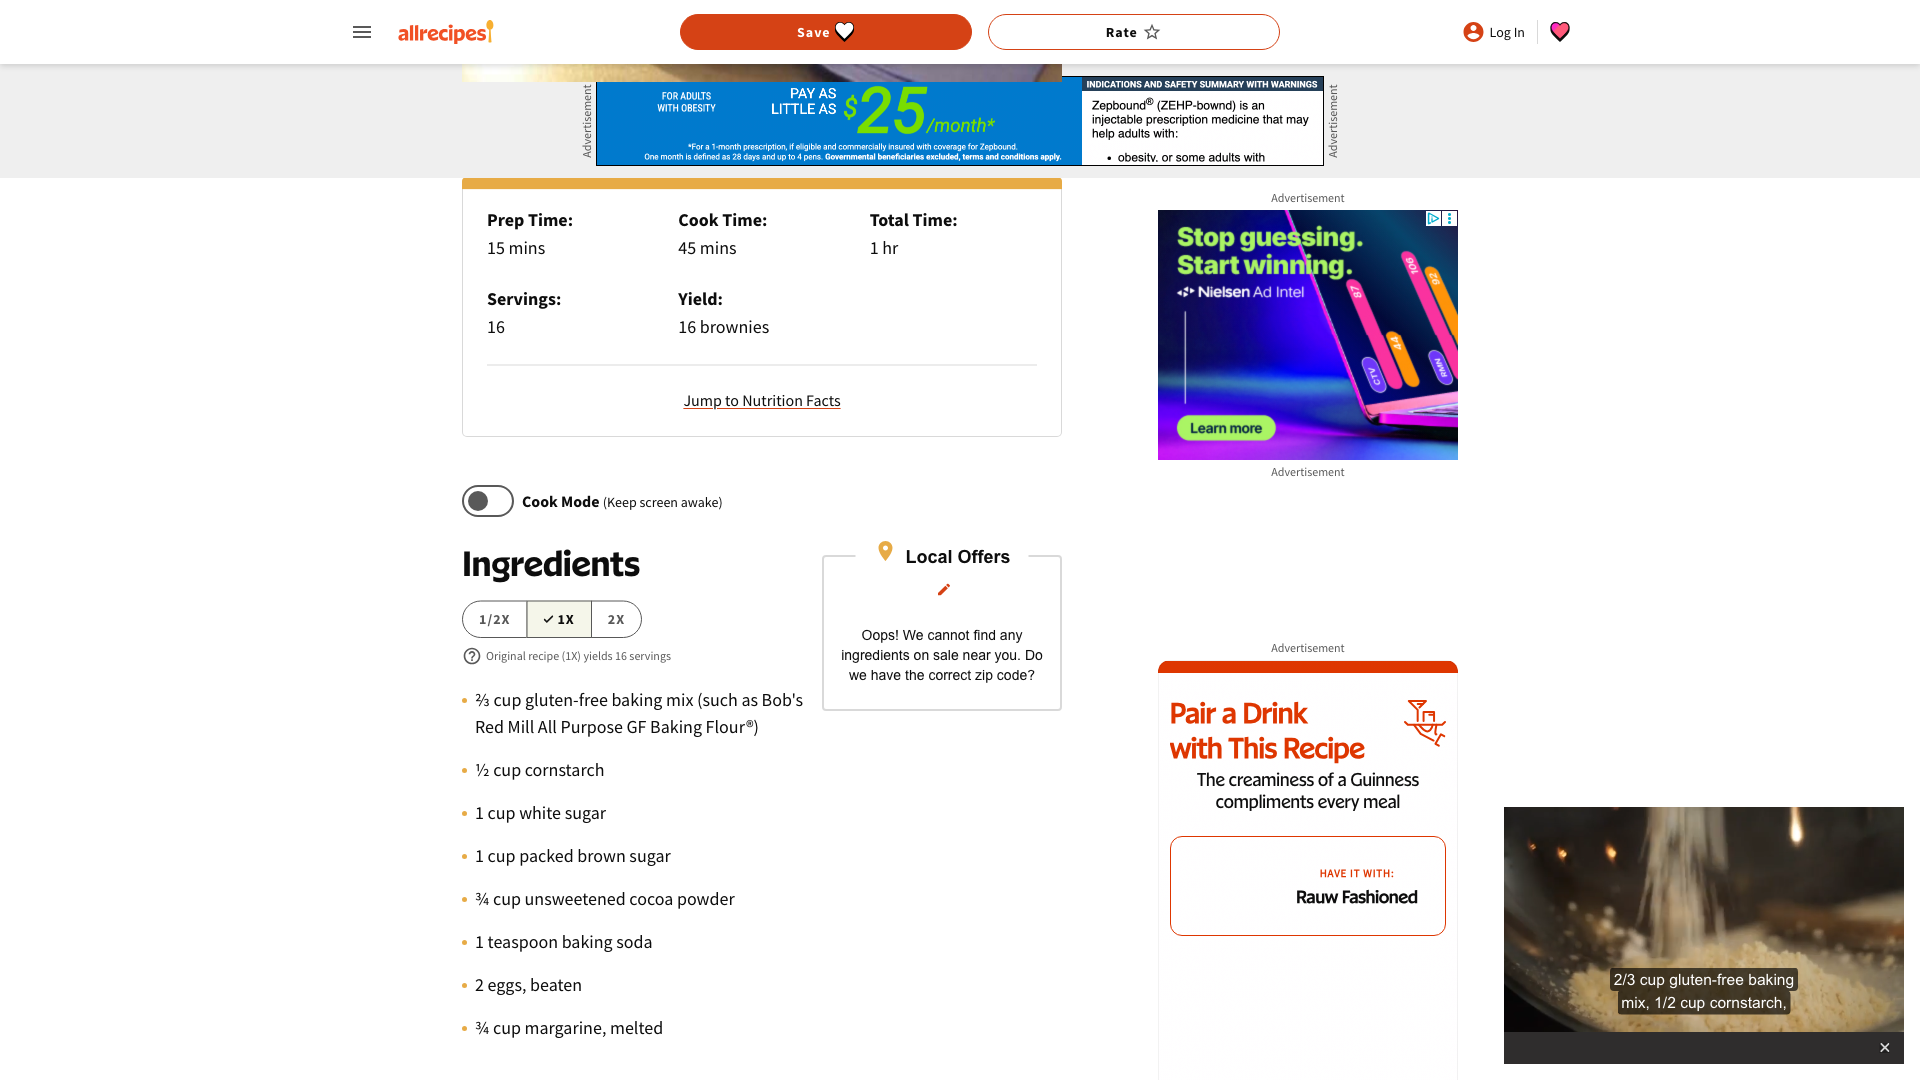 allrecipes
Save
Rate
Log In
Advertisement
FOR ADULTS
WITH OBESITY
PAY AS
LITTLE AS
$25/month*
*For a 1-month prescription, if eligible and commercially insured with coverage for Zepbound.
One month is defined as 28 days and up to 4 pens. Governmental beneficiaries excluded, terms and conditions apply.
INDICATIONS AND SAFETY SUMMARY WITH WARNINGS
Zepbound® (ZEHP-bownd) is an
injectable prescription medicine that may
help adults with:
• obesity, or some adults with
Advertisement
Prep Time:
15 mins
Cook Time:
45 mins
Total Time:
1 hr
Servings:
16
Yield:
16 brownies
Jump to Nutrition Facts
Cook Mode (Keep screen awake)
Ingredients
1/2X
1X
2X
Original recipe (1X) yields 16 servings
⅔ cup gluten-free baking mix (such as Bob's
Red Mill All Purpose GF Baking Flour®)
½ cup cornstarch
1 cup white sugar
1 cup packed brown sugar
¾ cup unsweetened cocoa powder
1 teaspoon baking soda
2 eggs, beaten
¾ cup margarine, melted
Local Offers
Oops! We cannot find any
ingredients on sale near you. Do
we have the correct zip code?
Advertisement
Stop guessing.
Start winning.
Nielsen Ad Intel
87
106
92
44
CTV
RMN
Learn more
Advertisement
Advertisement
Pair a Drink
with This Recipe
The creaminess of a Guinness
compliments every meal
HAVE IT WITH:
Rauw Fashioned
2/3 cup gluten-free baking
mix, 1/2 cup cornstarch,